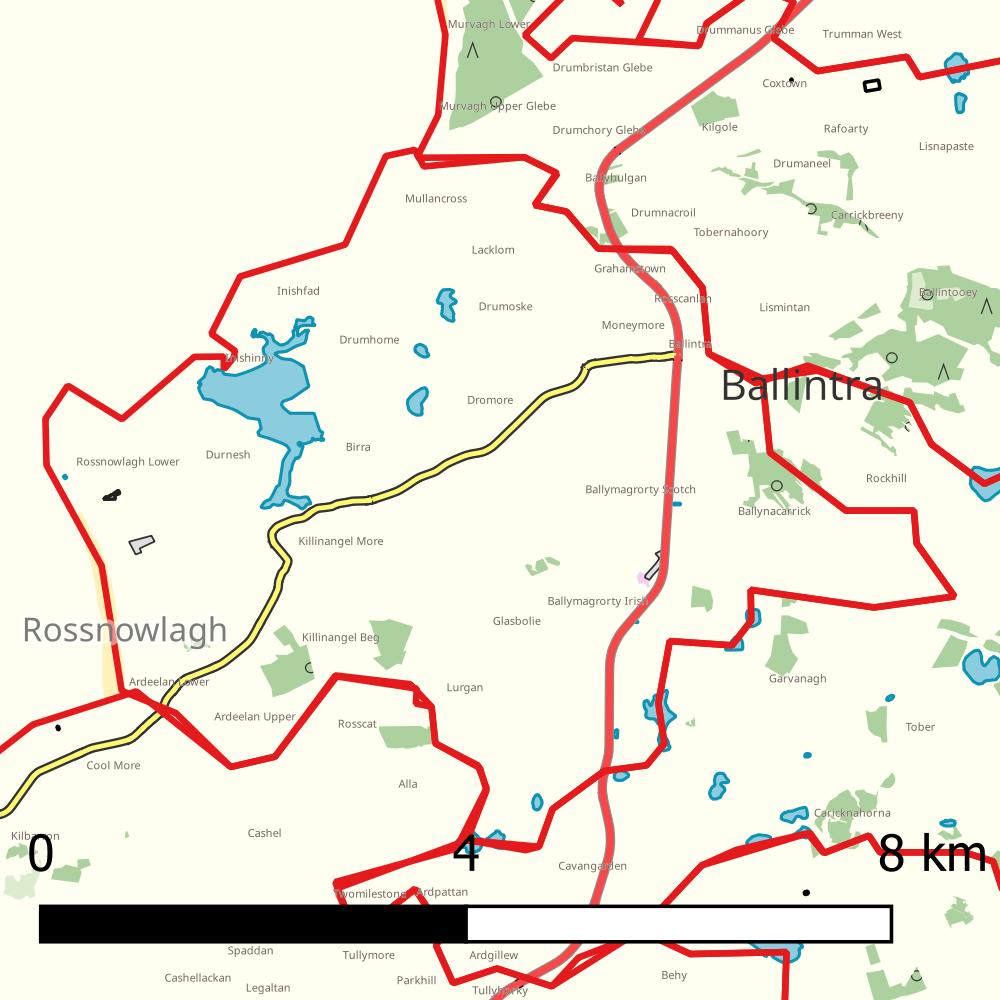 Murvagh Lower
Drummanus Glebe
Trumman West
Drumbristan Glebe
Coxtown
Murvagh Upper Glebe
Drumchory Glebe
Kilgole
Rafoarty
Lisnapaste
Drumaneel
Ballyhulgan
Mullancross
Drumnacroil
Carrickbreeny
Tobernahoory
Lacklom
Grahamstown
Inishfad
Rosscanlan
Ballintooey
Drumoske
Lismintan
Moneymore
Drumhome
Ballintra
Inishinny
Ballintra
Dromore
Birra
Durnesh
Rossnowlagh Lower
Rockhill
Ballymagrorty Scotch
Ballynacarrick
Killinangel More
Ballymagrorty Irish
Glasbolie
Rossnowlagh
Killinangel Beg
Garvanagh
Ardeelan Lower
Lurgan
Ardeelan Upper
Rosscat
Tober
Cool More
Alla
Caricknahorna
Cashel
Kilbarron
0 4 8 km
Cavangarden
Twomilestone
Ardpattan
Spaddan
Tullymore
Ardgillew
Behy
Cashellackan
Parkhill
Legaltan
Tullyhorky